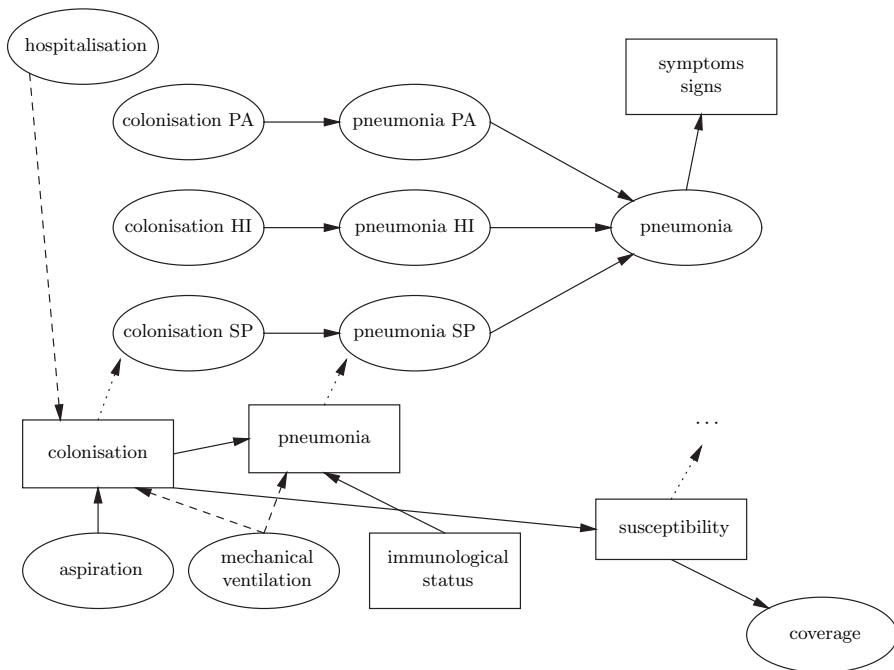 hospitalisation
symptoms
signs
colonisation PA
pneumonia PA
colonisation HI
pneumonia HI
pneumonia
colonisation SP
pneumonia SP
colonisation
pneumonia
...
susceptibility
aspiration
mechanical
ventilation
immunological
status
coverage